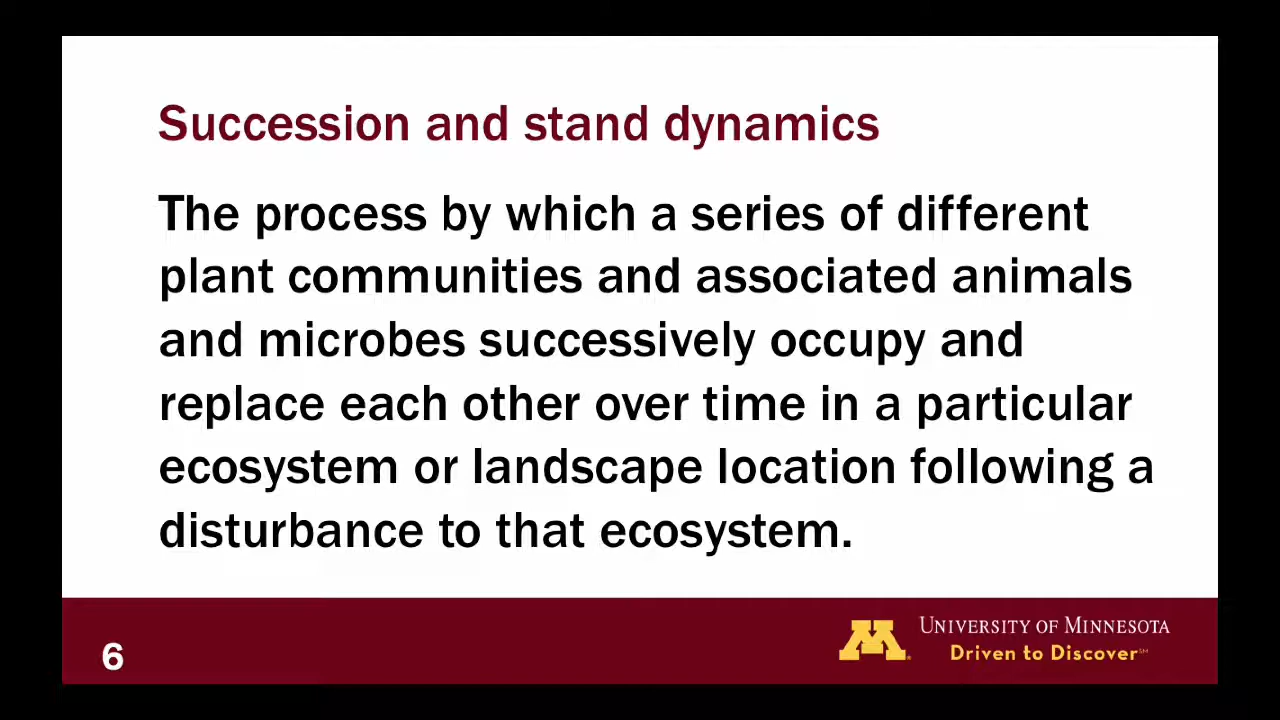 Succession and stand dynamics
The process by which a series of different
plant communities and associated animals
and microbes successively occupy and
replace each other over time in a particular
ecosystem or landscape location following a
disturbance to that ecosystem.
6
M
University of Minnesota
Driven to Discover℠